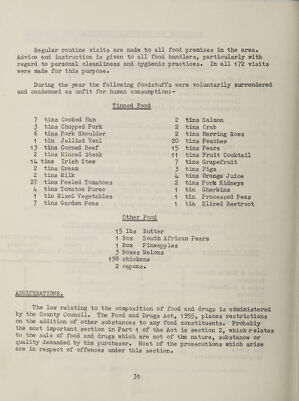 Regular routine visits are made to all food premises in the area.
Advice and instruction is given to all food handlers, particularly with
regard to personal cleanliness and hygienic practices. In all 172 visits
were made for this purpose.
During the year the following foodstuffs were voluntarily surrendered
and condemned as unfit for human consumption:-
Tinned Food
7 tins Cooked Ham
3 tins Chopped Pork
6 tins Pork Shoulder
1 tin Jellied Veal
13 tins Corned Beef
2 tins Minced Steak
14 tins Irish Stew
2 tins Cream
2 tins Milk
27 tins Peeled Tomatoes
4 tins Tomatoe Puree
1 tin Mixed Vegetables
7 tins Garden Peas
2 tins Salmon
2 tins Crab
2 tins Herring Roes
20 tins Peaches
15 tins Pears
11 tins Fruit Cocktail
7 tins Grapefruit
3 tins Figs
4 tins Orange Juice
2 tins Pork Kidneys
1 tin Gherkins
1 tin Processed Peas
1 tin Sliced Beetroot
Other Food
15 lbs Butter
1 Box South African Pears
1 Box Pineapples
3 Boxes Melons
198 chickens
2 capons.
ADULTERATIONS.
The law relating to the composition of food and drugs is administered
by the County Council. The Food and Drugs Act, 1955, places restrictions
on the addition of other substances to any food constituents. Probably
the most important section in Part 1 of the Act is section 2, which relates
to the sale of food and drugs which are not of the nature, substance or
quality demanded by the purchaser. Most of the prosecutions which arise
are in respect of offences under this section.
31